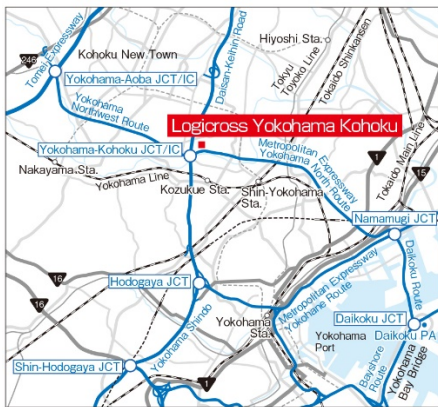 246
Tomei Expressway
Kohoku New Town
Yokohama-Aoba JCT/IC
Yokohama
Northwest Route
Daisan-Keihin Road
Hiyoshi Sta.
Tokyu
Toyoko Line
Tokaido Shinkansen
Logicross Yokohama Kohoku
Yokohama-Kohoku JCT/IC
Nakayama Sta.
Yokohama Line
Kozukue Sta.
Shin-Yokohama
Sta.
Metropolitan Expressway
Yokohama North Route
1
Tokaido Main Line
15
Namamugi JCT
16
16
Hodogaya JCT
Metropolitan Expressway
Yokohane Route
Daikoku Route
Yokohama
Sta.
Yokohama
Port
Daikoku JCT
Daikoku PA
Yokohama Shindo
Shin-Hodogaya JCT
1
Bayshore
Route
Yokohama
Bay Bridge